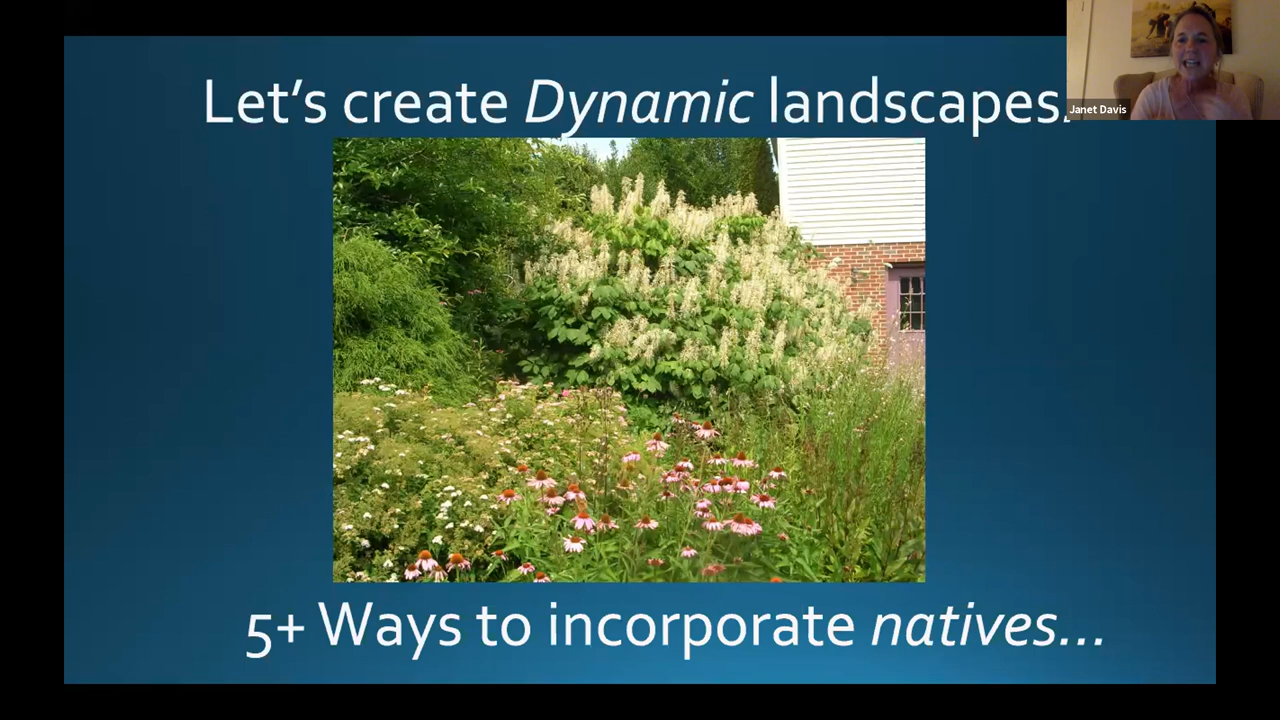 Let's create Dynamic landscapes.
Janet Davis
5+ Ways to incorporate natives...